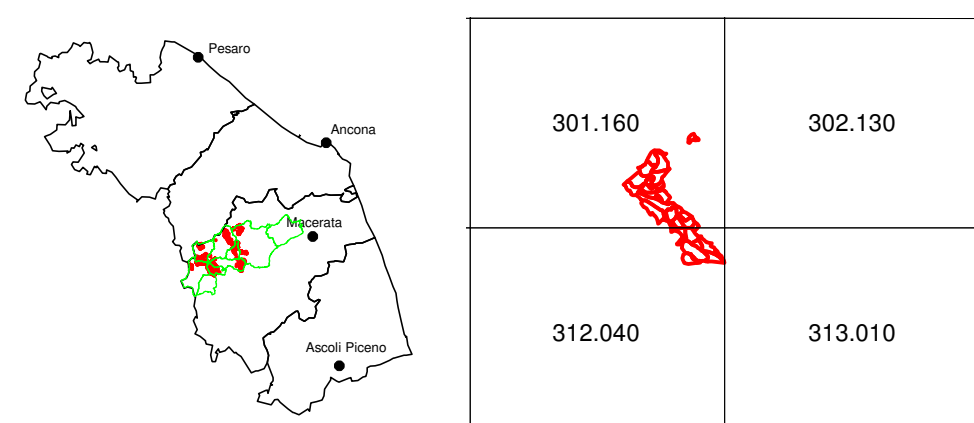 Pesaro
Ancona
Macerata
Ascoli Piceno
301.160
302.130
312.040
313.010